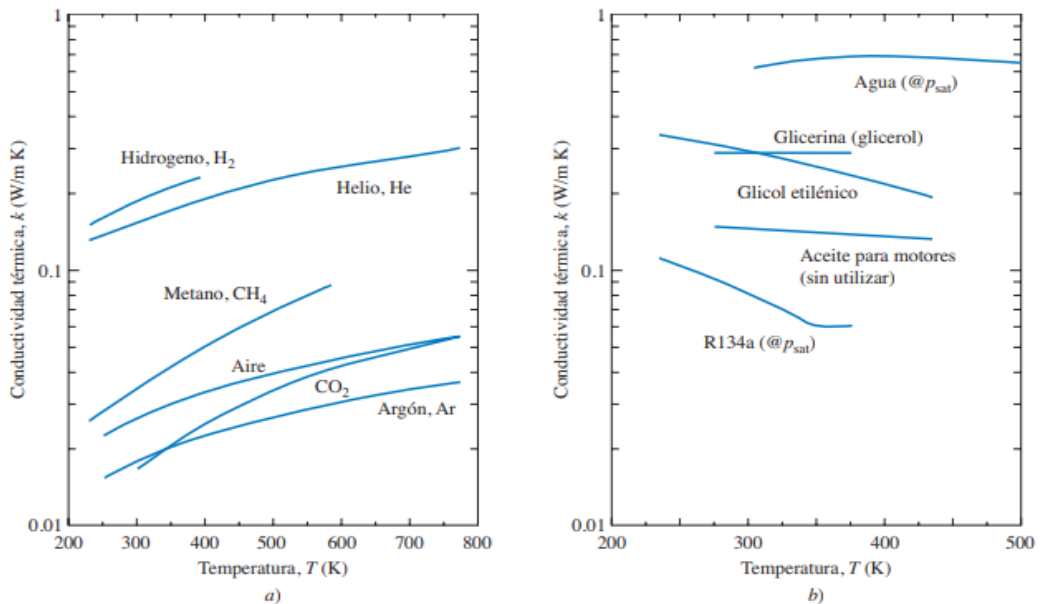 1
Hidrogeno, H₂
Helio, He
0.1
Metano, CH₄
Aire
CO₂
Argón, Ar
0.01
200 300 400 500 600 700 800
Temperatura, T (K)
Conductividad térmica, k (W/m K)
a)
1
Agua (@p_sat)
Glicerina (glicerol)
Glicol etilénico
Aceite para motores
(sin utilizar)
0.1
R134a (@p_sat)
0.01
200 300 400 500
Temperatura, T (K)
Conductividad térmica, k (W/m K)
b)